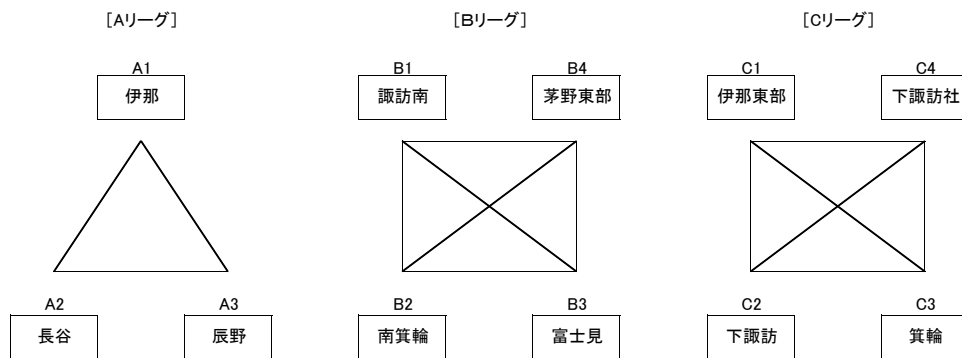 [Aリーグ] [Bリーグ] [Cリーグ]
A1 B1 B4 C1 C4
伊那 諏訪南 茅野東部 伊那東部 下諏訪社
A2 A3 B2 B3 C2 C3
長谷 辰野 南箕輪 富士見 下諏訪 箕輪